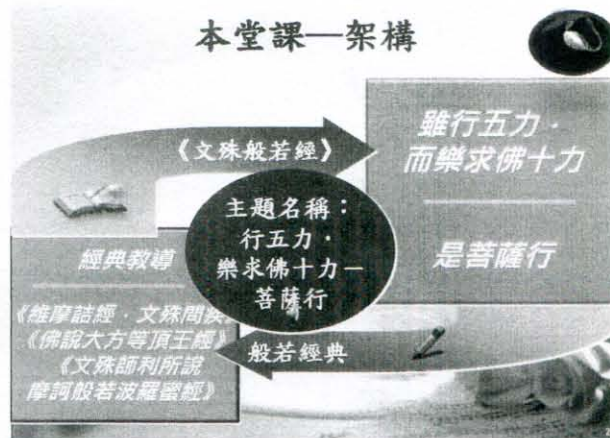 本堂課—架構
《文殊般若經》
雖行五力．
而樂求佛十力
是菩薩行
主題名稱：
行五力．
樂求佛十力－
菩薩行
經典教導
《維摩詰經．文殊問疾》
《佛說大方等頂王經》
《文殊師利所說
摩訶般若波羅蜜經》
般若經典